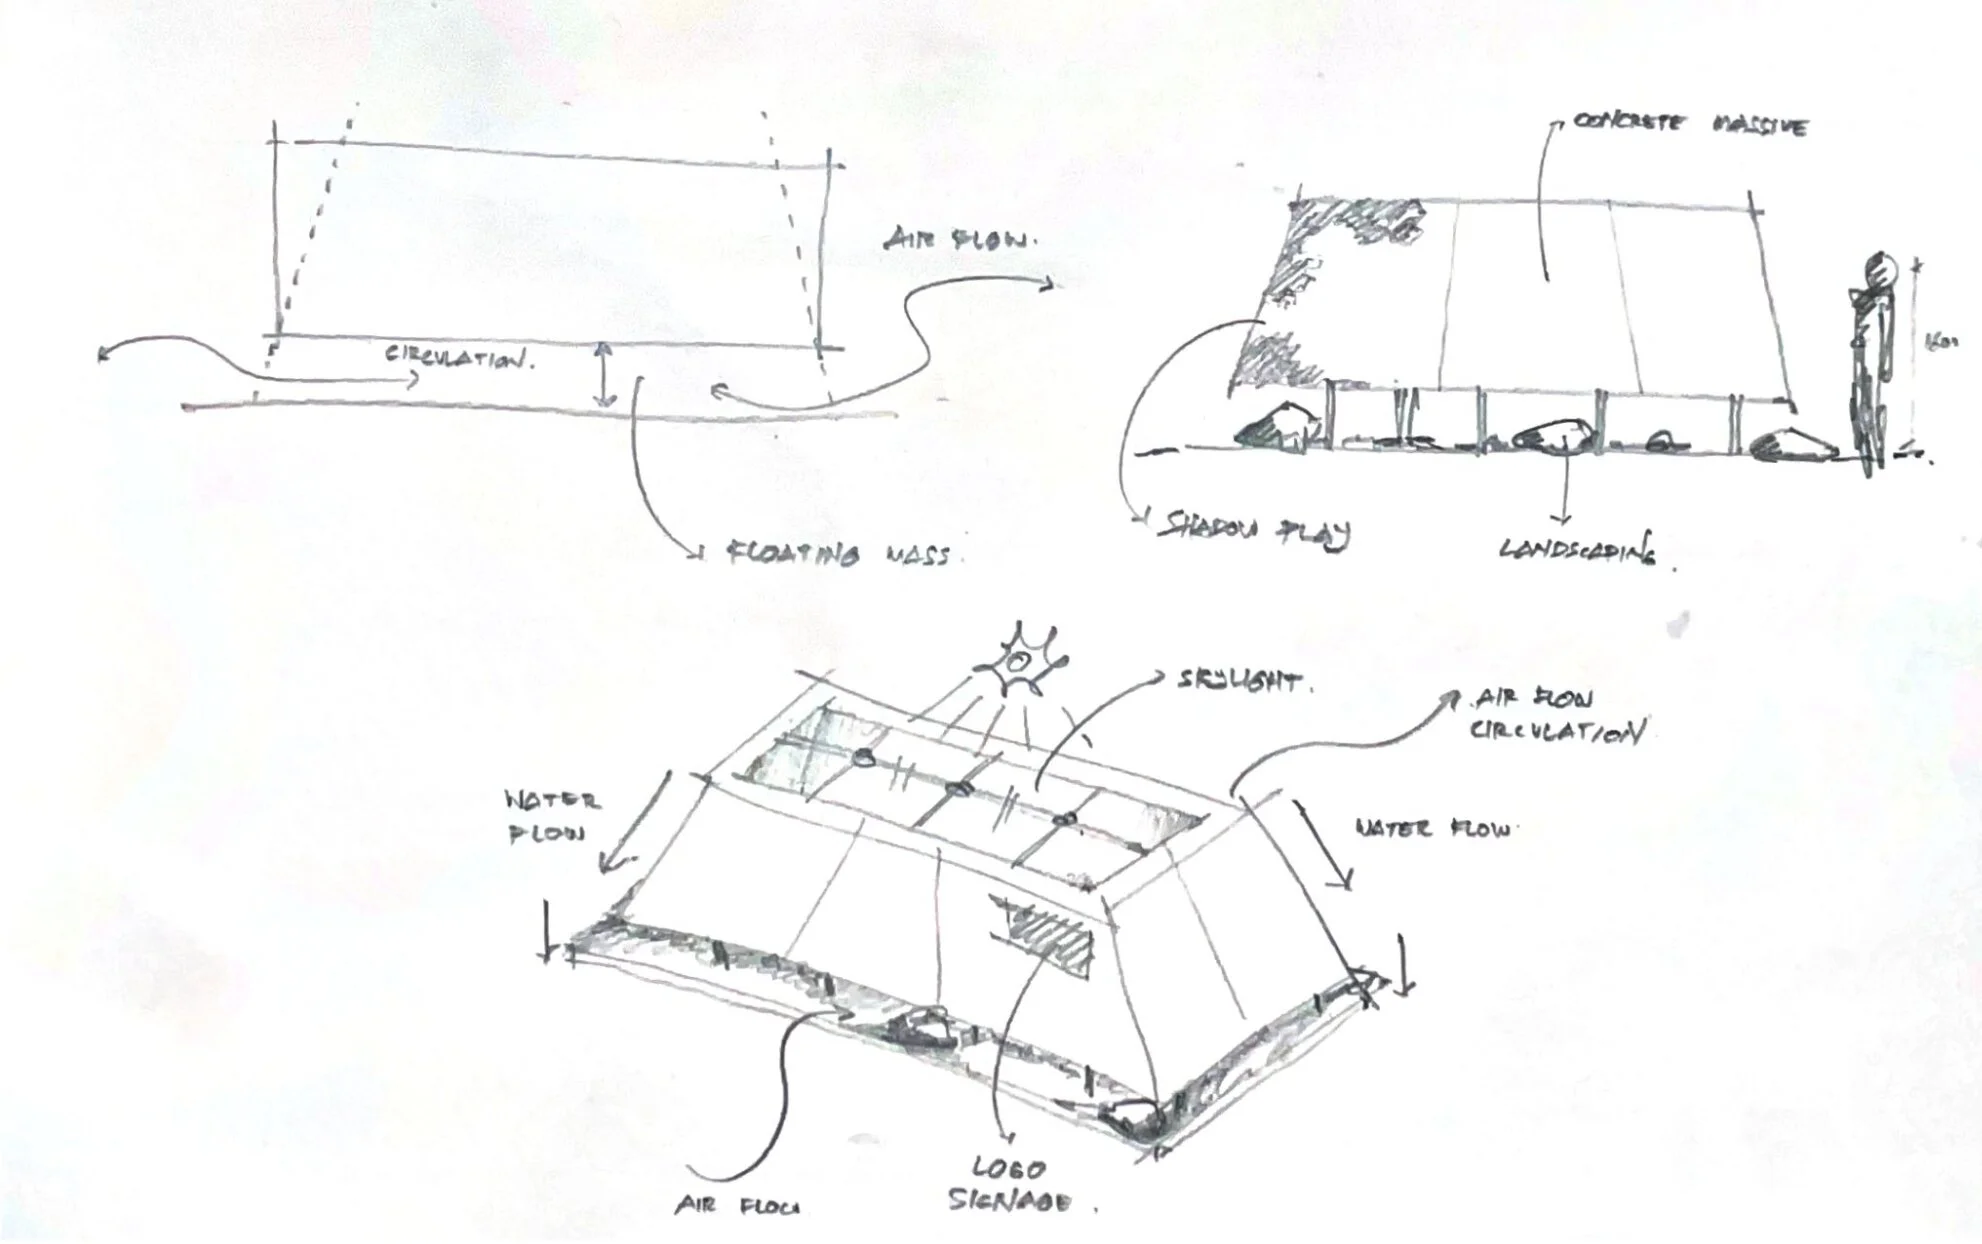 CONCRETE MASSIVE
AIR FLOW.
CIRCULATION.
FLOATING MASS.
SHADOW PLAY
LANDSCAPING.
SKYLIGHT.
AIR FLOW
CIRCULATION
WATER
FLOW
WATER FLOW.
AIR FLOW
LOGO
SIGNAGE.